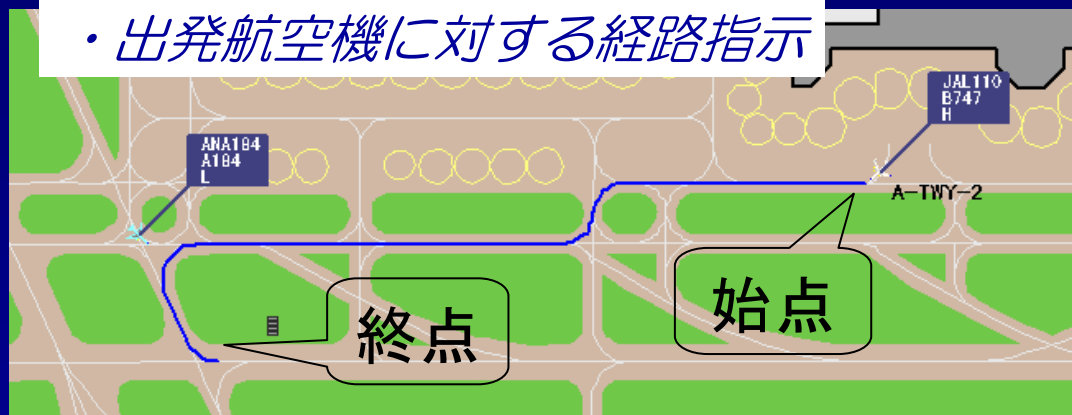 ・出発航空機に対する経路指示
JAL110
B747
H
ANA184
A184
L
A-TWY-2
始点
終点